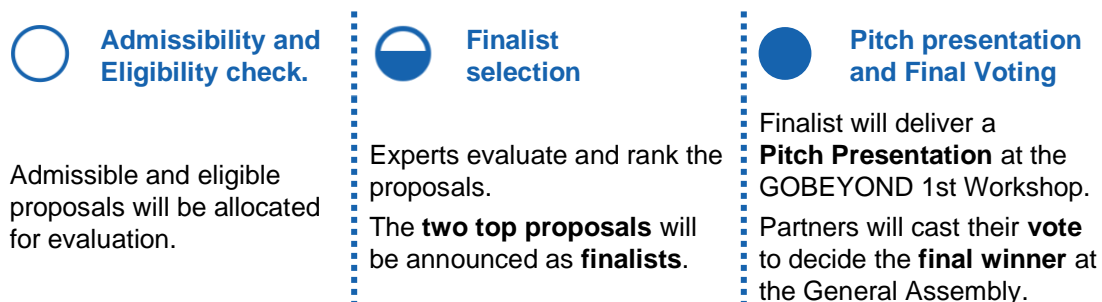 Admissibility and
Eligibility check.
Admissible and eligible
proposals will be allocated
for evaluation.
Finalist
selection
Experts evaluate and rank the
proposals.
The two top proposals will
be announced as finalists.
Pitch presentation
and Final Voting
Finalist will deliver a
Pitch Presentation at the
GOBEYOND 1st Workshop.
Partners will cast their vote
to decide the final winner at
the General Assembly.